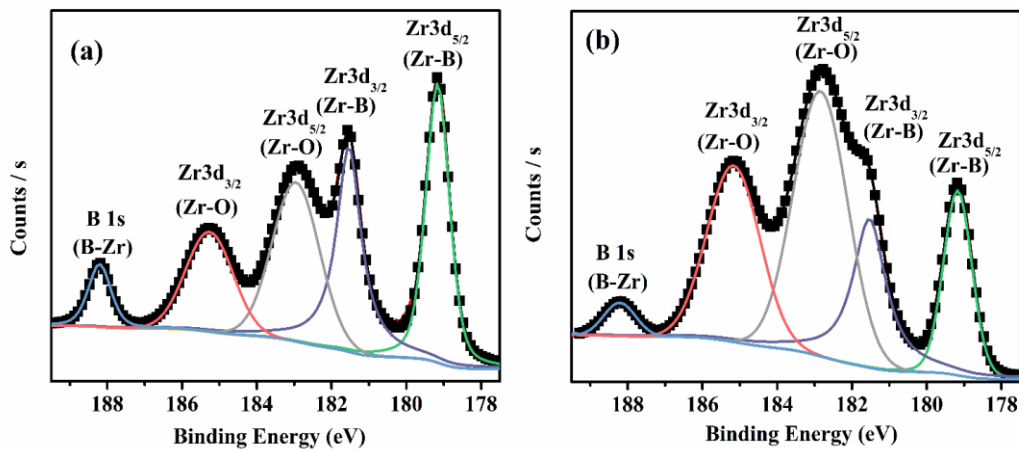 (a)
Zr3d5/2
(Zr-B)
Zr3d3/2
(Zr-B)
Zr3d5/2
(Zr-O)
Zr3d3/2
(Zr-O)
B 1s
(B-Zr)
Counts / s
188 186 184 182 180 178
Binding Energy (eV)
(b)
Zr3d5/2
(Zr-O)
Zr3d3/2
(Zr-O)
Zr3d3/2
(Zr-B)
Zr3d5/2
(Zr-B)
B 1s
(B-Zr)
Counts / s
188 186 184 182 180 178
Binding Energy (eV)